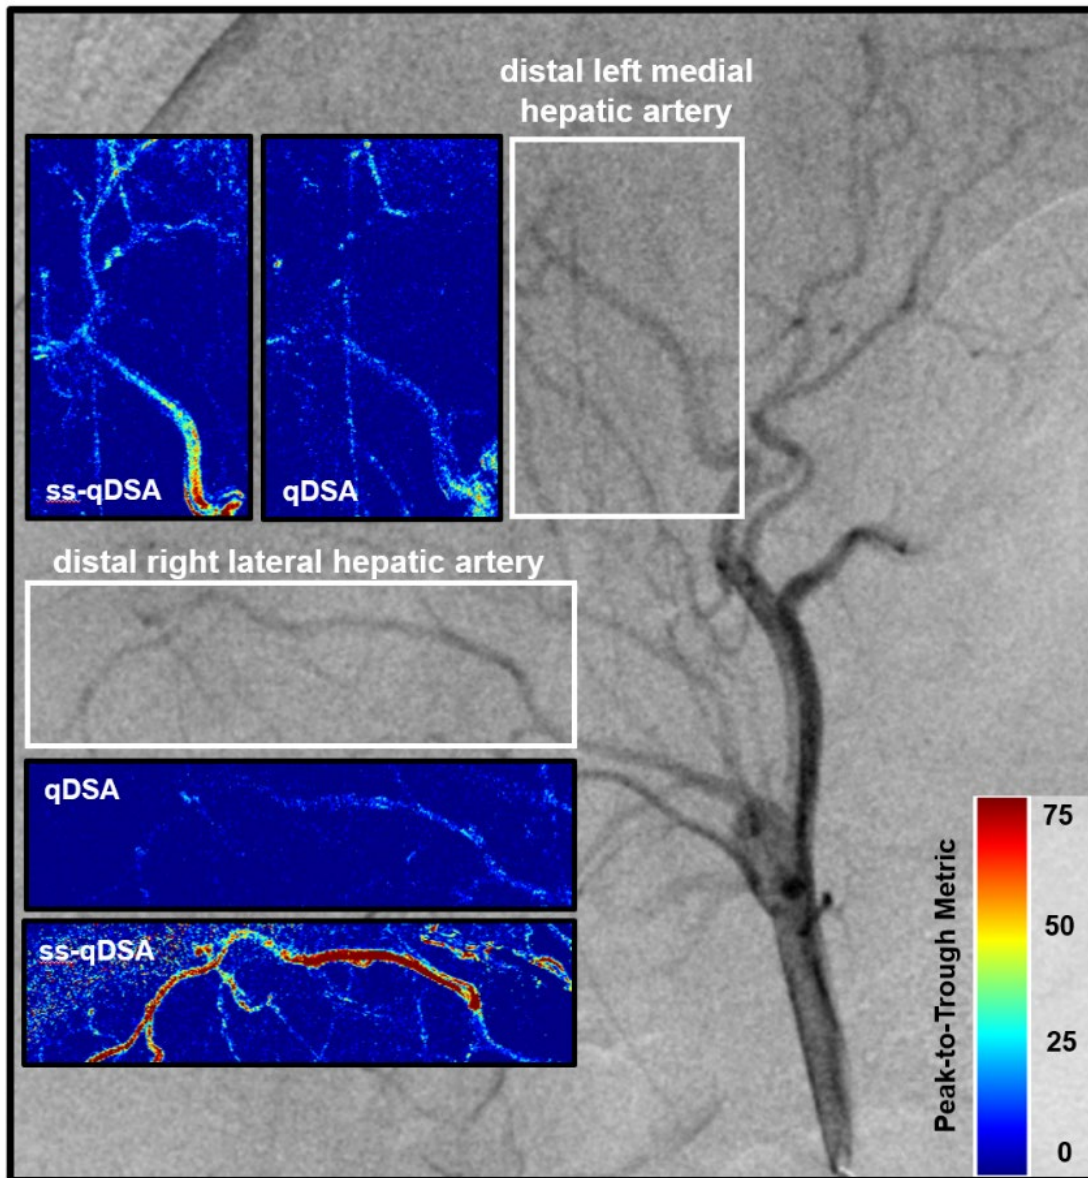 distal left medial
hepatic artery
ss-qDSA
qDSA
distal right lateral hepatic artery
qDSA
ss-qDSA
Peak-to-Trough Metric
75
50
25
0